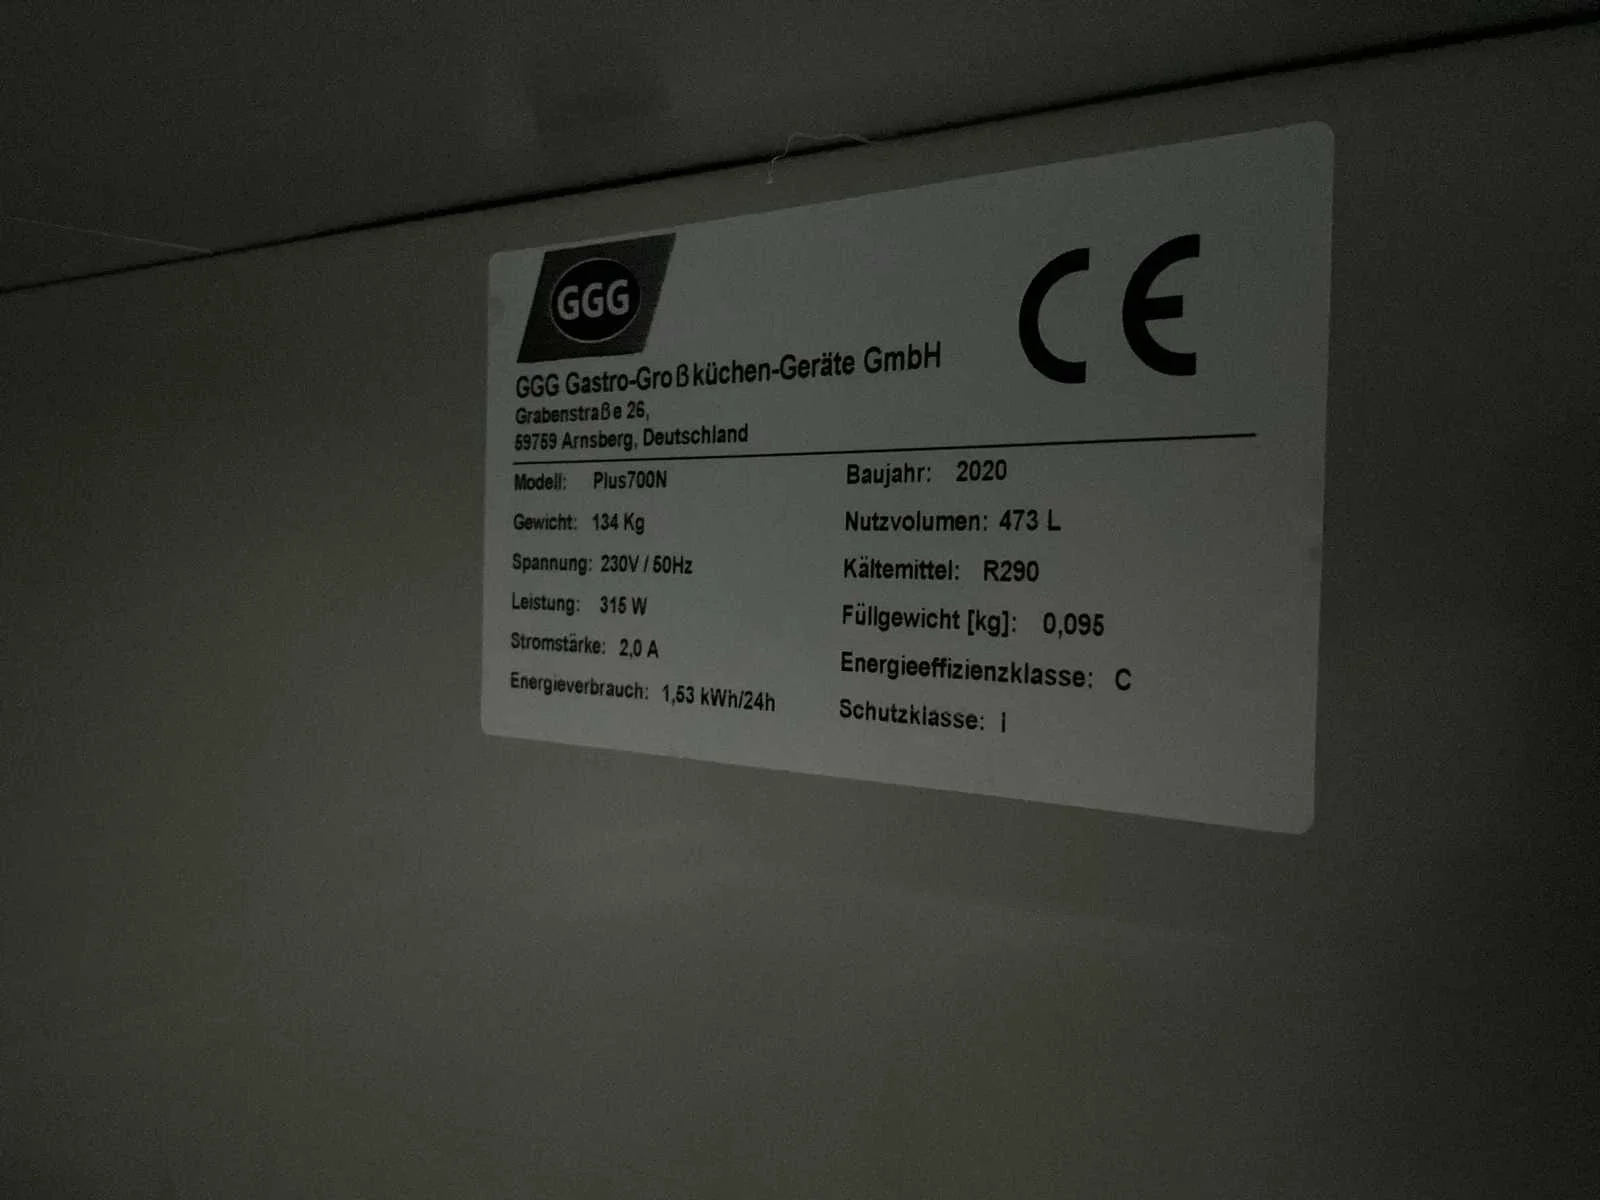 GGG
CE
GGG Gastro-Großküchen-Geräte GmbH
Grabenstraße 26,
59759 Arnsberg, Deutschland
Modell: Plus700N
Gewicht: 134 Kg
Spannung: 230V / 50Hz
Leistung: 315 W
Stromstärke: 2,0 A
Energieverbrauch: 1,53 kWh/24h
Baujahr: 2020
Nutzvolumen: 473 L
Kältemittel: R290
Füllgewicht [kg]: 0,095
Energieeffizienzklasse: C
Schutzklasse: i